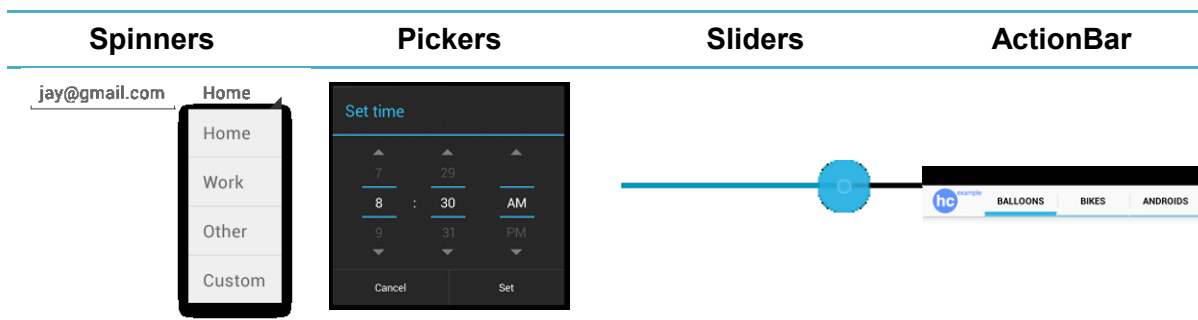 Spinners Pickers Sliders ActionBar
jay@gmail.com Home
Home
Work
Other
Custom
Set time
7 29
8 : 30 AM
9 31 PM
Cancel Set
hc example BALLOONS BIKES ANDROIDS